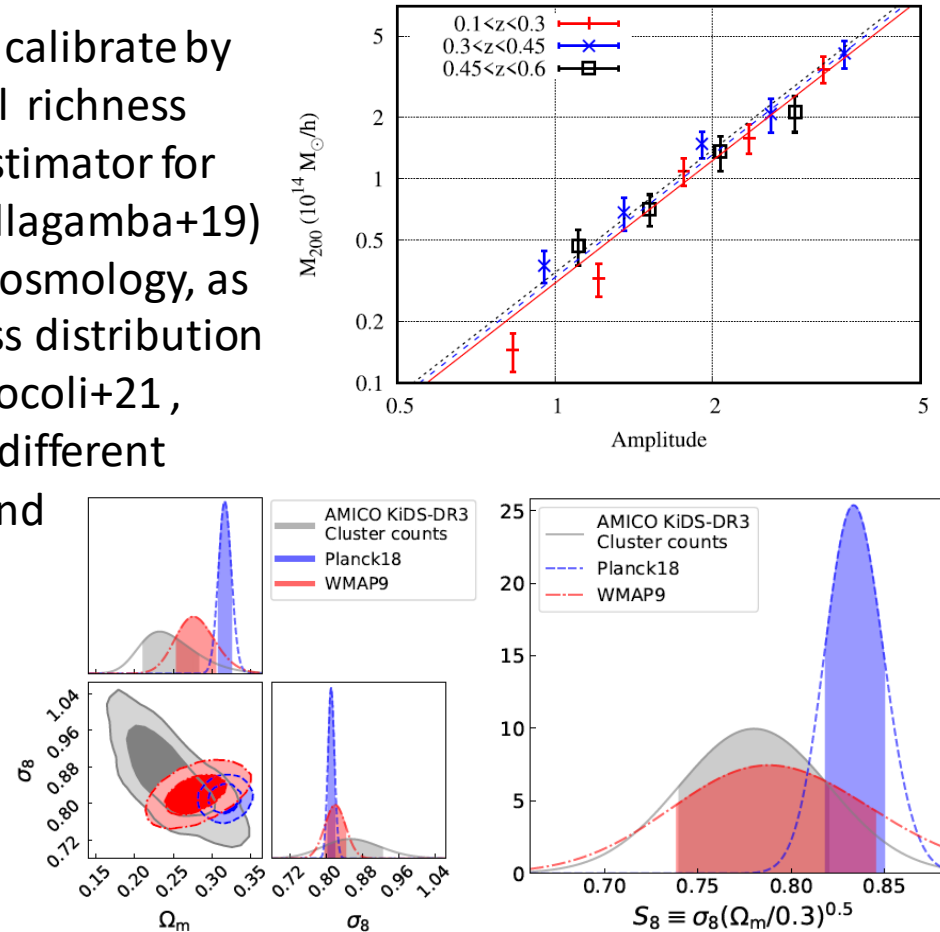 calibrate by
richness
stimator for
llagamba+19)
osmology, as
ss distribution
ocoli+21 ,
different
nd
0.1<z<0.3
0.3<z<0.45
0.45<z<0.6
M200 (10^14 M⊙/h)
5
2
1
0.5
0.2
0.1
0.5 1 2 5
Amplitude
AMICO KiDS-DR3
Cluster counts
Planck18
WMAP9
σ8
1.04
0.96
0.88
0.80
0.72
0.15 0.20 0.25 0.30 0.35
Ωm
0.72 0.80 0.88 0.96 1.04
σ8
AMICO KiDS-DR3
Cluster counts
Planck18
WMAP9
25
20
15
10
5
0
0.70 0.75 0.80 0.85
S8 ≡ σ8(Ωm/0.3)^0.5